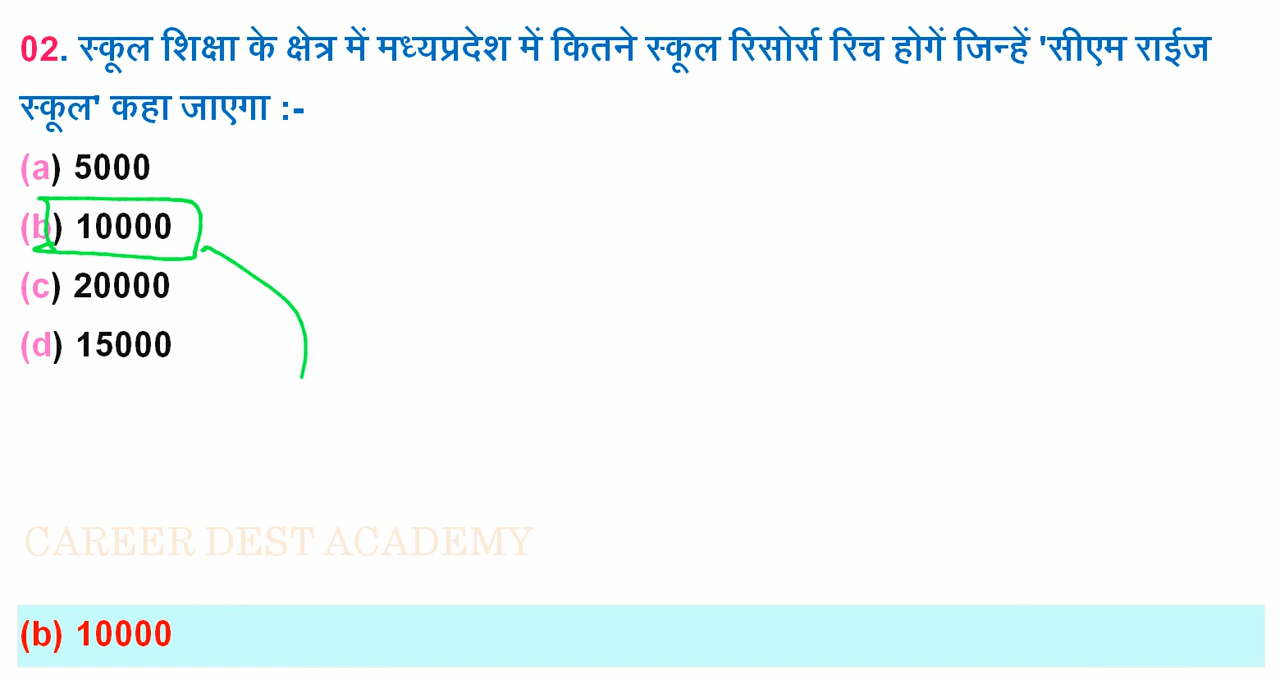 02. स्कूल शिक्षा के क्षेत्र में मध्यप्रदेश में कितने स्कूल रिसोर्स रिच होगें जिन्हें 'सीएम राईज
स्कूल' कहा जाएगा :-
(a) 5000
(b) 10000
(c) 20000
(d) 15000
CAREER DEST ACADEMY
(b) 10000